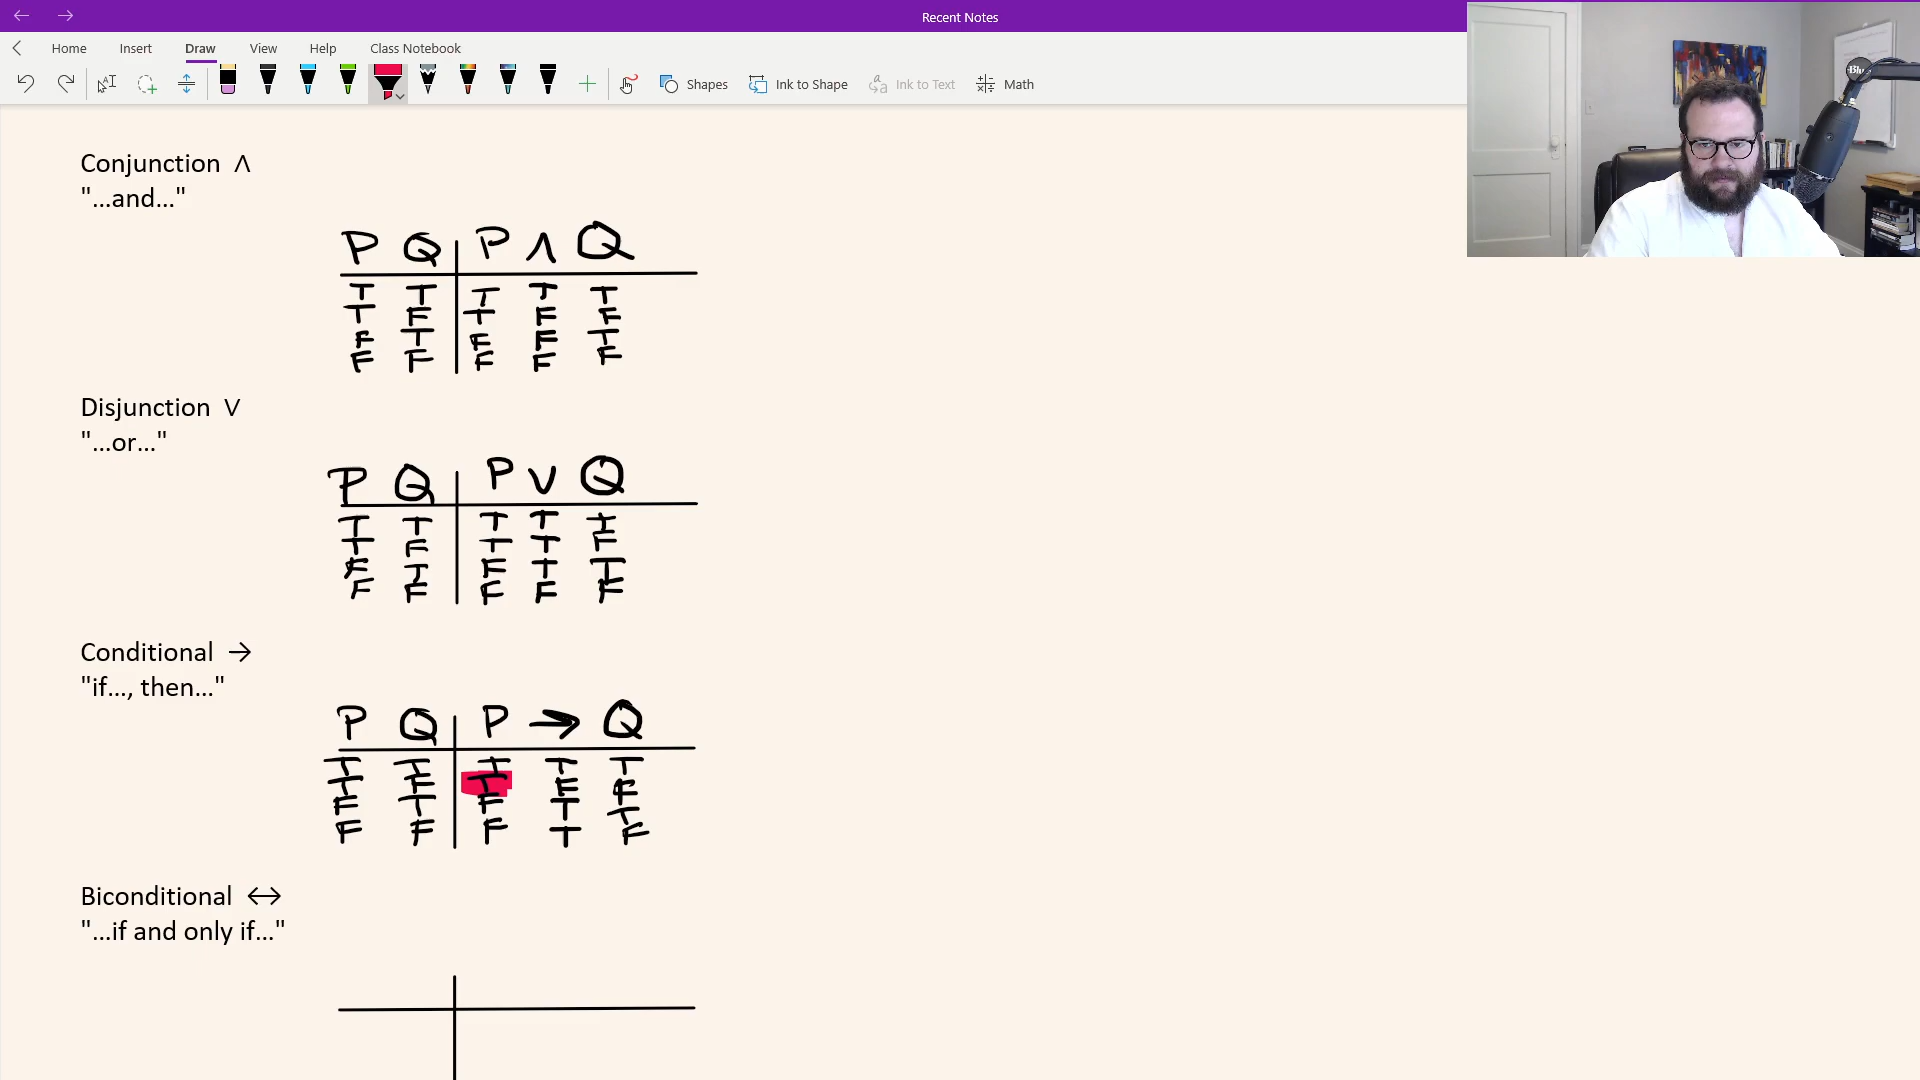 Recent Notes
Home Insert Draw View Help Class Notebook
Shapes Ink to Shape Ink to Text Math
Conjunction ∧
"...and..."
P Q P ∧ Q
T T T T T
T F T F F
F T F F T
F F F F F
Disjunction ∨
"...or..."
P Q P ∨ Q
T T T T T
T F T T F
F T F T T
F F F F F
Conditional →
"if..., then..."
P Q P → Q
T T T T T
T F T F F
F T F T T
F F F T F
Biconditional ↔
"...if and only if..."